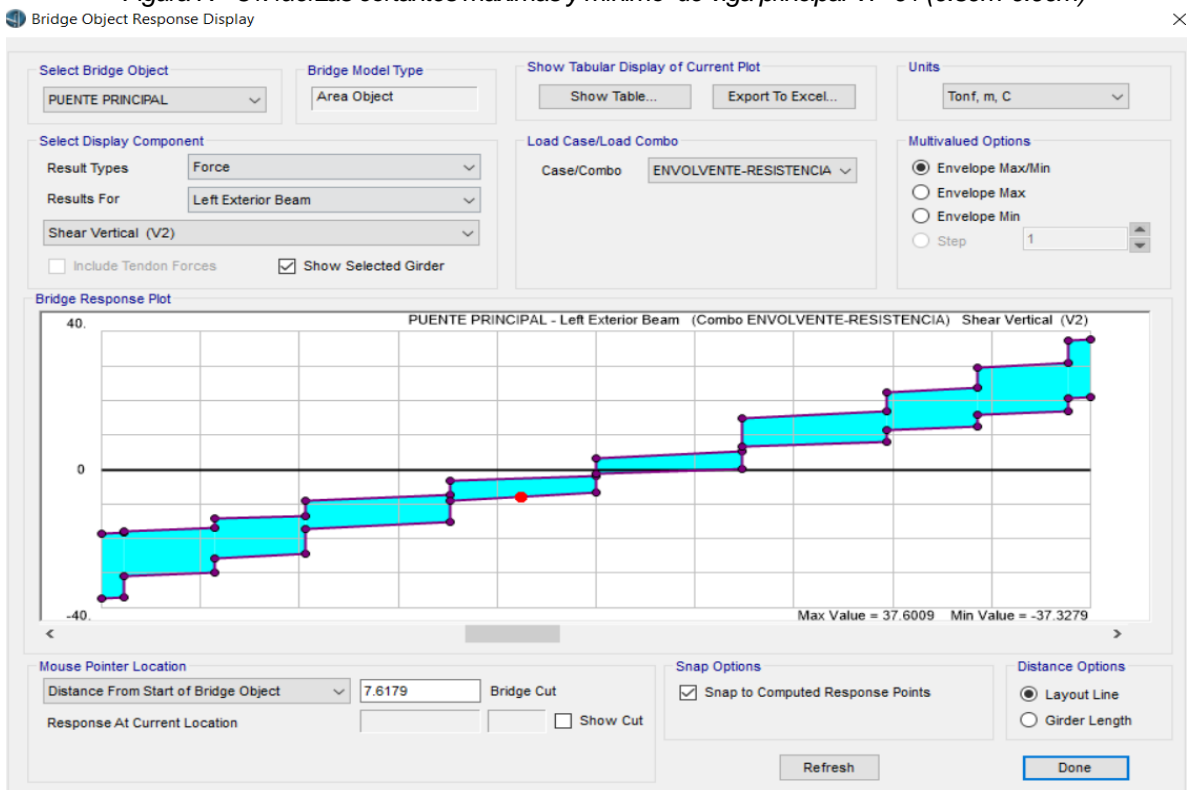 Bridge Object Response Display
Select Bridge Object
PUENTE PRINCIPAL
Bridge Model Type
Area Object
Show Tabular Display of Current Plot
Show Table...
Export To Excel...
Units
Tonf, m, C
Select Display Component
Result Types
Force
Results For
Left Exterior Beam
Shear Vertical (V2)
Include Tendon Forces
Show Selected Girder
Load Case/Load Combo
Case/Combo
ENVOLVENTE-RESISTENCIA
Multivalued Options
Envelope Max/Min
Envelope Max
Envelope Min
Step
1
Bridge Response Plot
PUENTE PRINCIPAL - Left Exterior Beam (Combo ENVOLVENTE-RESISTENCIA) Shear Vertical (V2)
40.
0
-40.
Max Value = 37.6009 Min Value = -37.3279
Mouse Pointer Location
Distance From Start of Bridge Object
7.6179
Bridge Cut
Response At Current Location
Show Cut
Snap Options
Snap to Computed Response Points
Distance Options
Layout Line
Girder Length
Refresh
Done